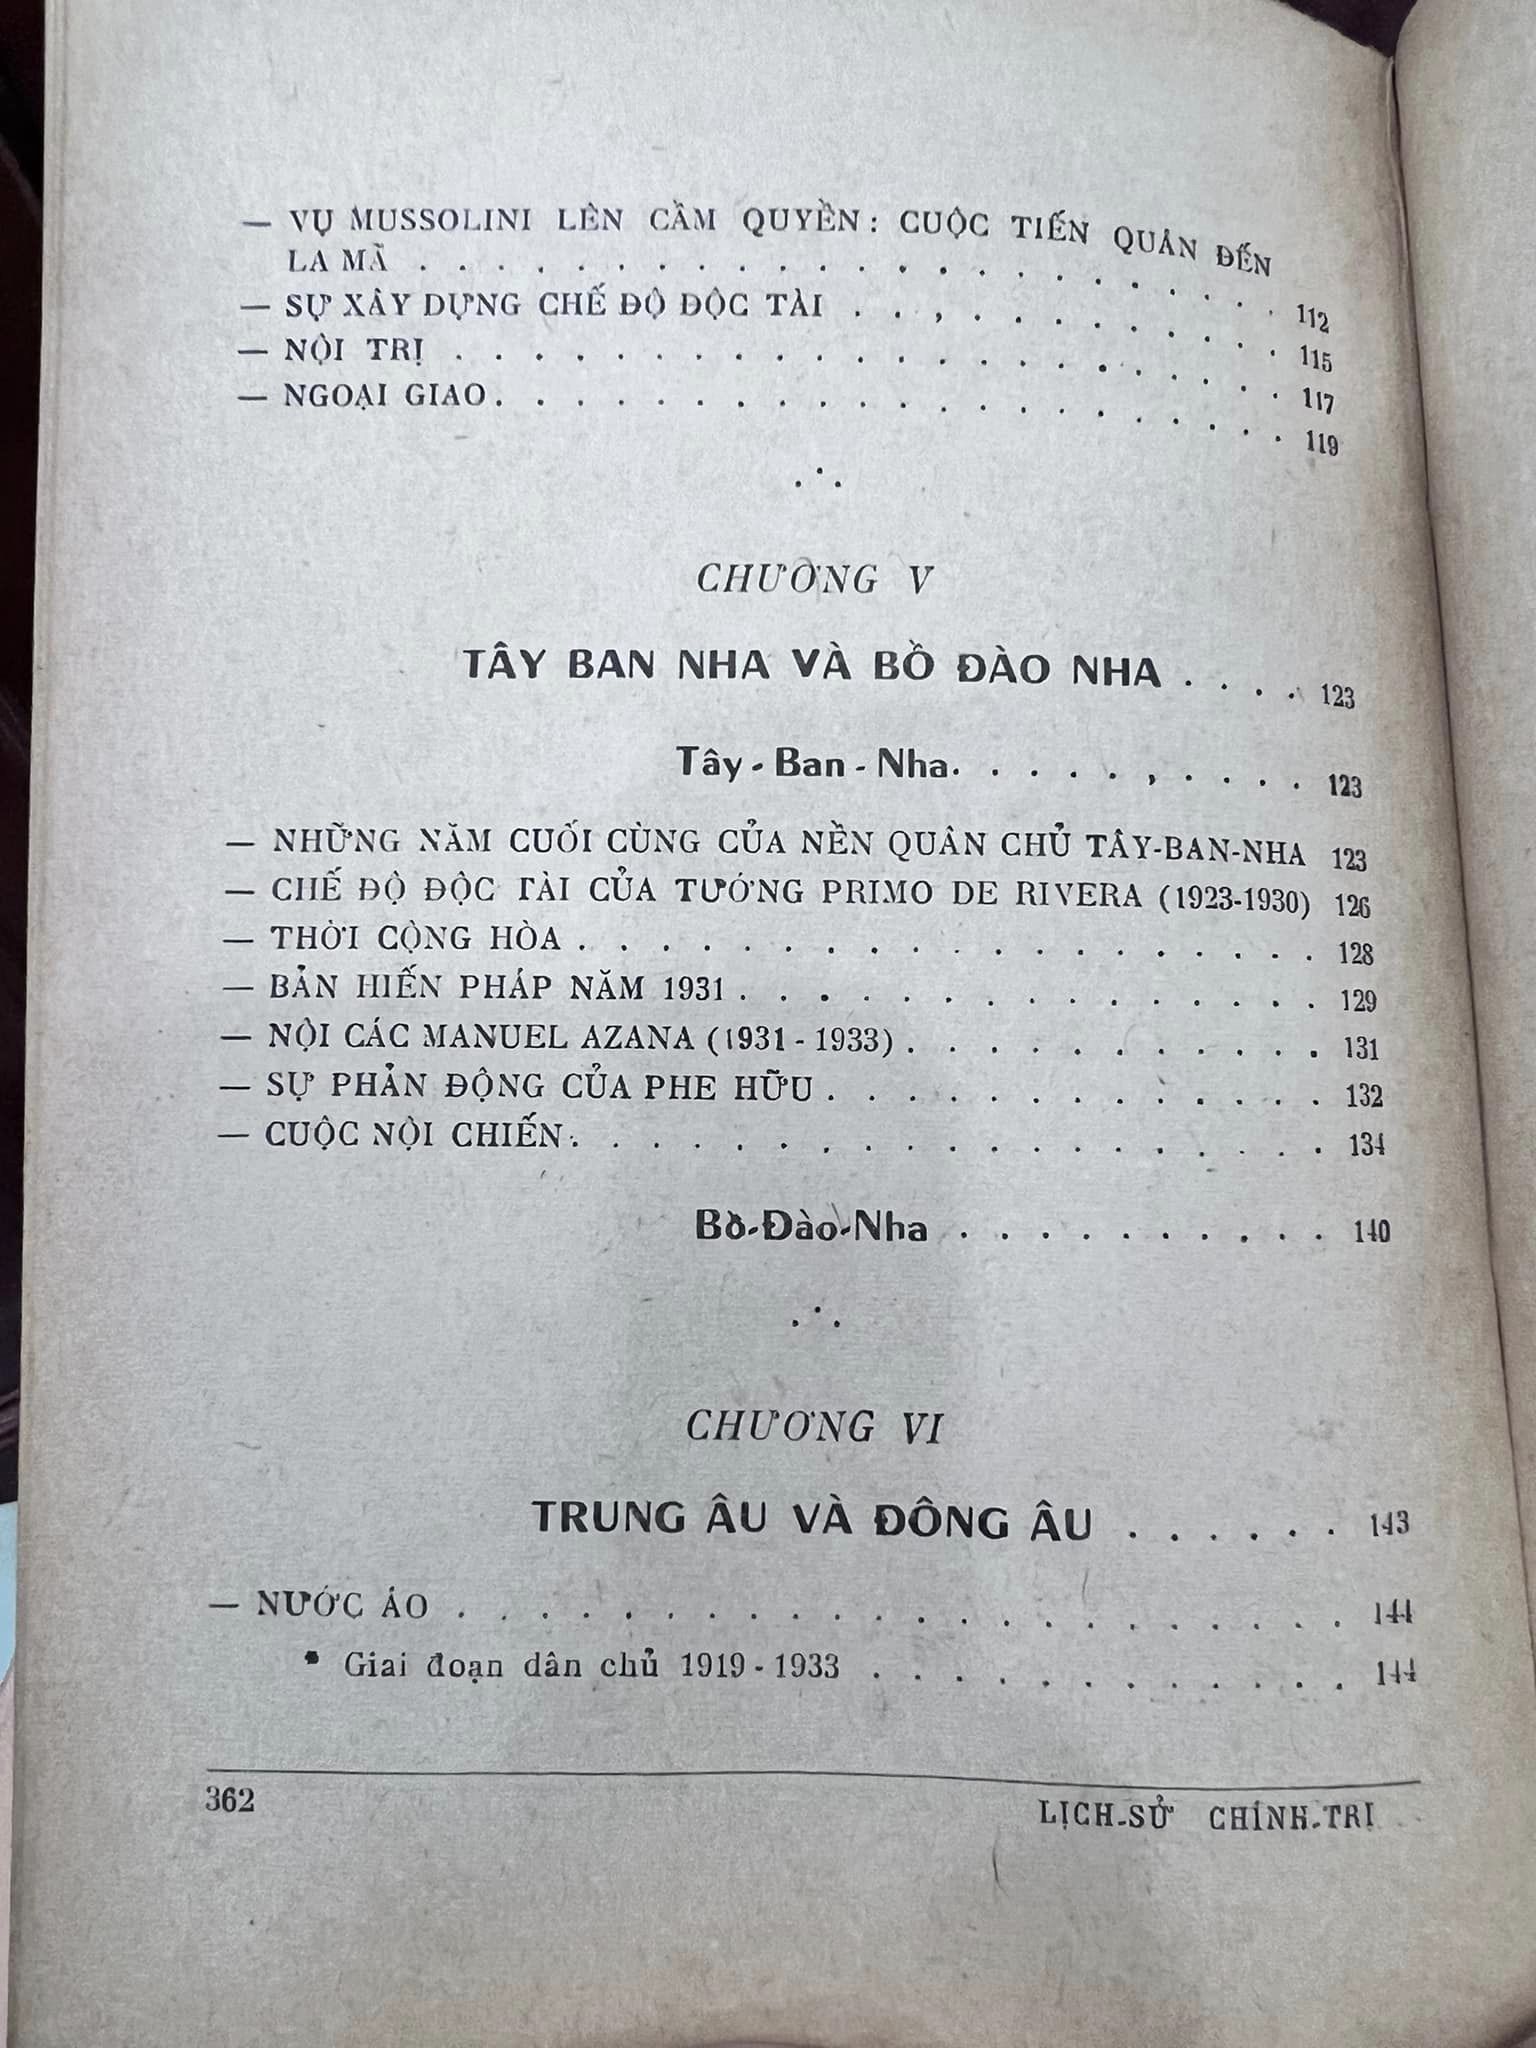 — VỤ MUSSOLINI LÊN CẦM QUYỀN : CUỘC TIẾN QUÂN ĐẾN
LA MÃ . . . . . . . . . . . . . . . . . . . . 112
— SỰ XÂY DỰNG CHẾ ĐỘ ĐỘC TÀI . . . . . . . . . . . 115
— NỘI TRỊ . . . . . . . . . . . . . . . . . . . . 117
— NGOẠI GIAO . . . . . . . . . . . . . . . . . . . 119
CHƯƠNG V
TÂY BAN NHA VÀ BỒ ĐÀO NHA . . . . 123
Tây - Ban - Nha . . . . . . . . . . 123
— NHỮNG NĂM CUỐI CÙNG CỦA NỀN QUÂN CHỦ TÂY-BAN-NHA 123
— CHẾ ĐỘ ĐỘC TÀI CỦA TƯỚNG PRIMO DE RIVERA (1923-1930) 126
— THỜI CỘNG HÒA . . . . . . . . . . . . . . . . . . 128
— BẢN HIẾN PHÁP NĂM 1931 . . . . . . . . . . . . . . 129
— NỘI CÁC MANUEL AZANA (1931 - 1933) . . . . . . . . . . . 131
— SỰ PHẢN ĐỘNG CỦA PHE HỮU . . . . . . . . . . . . . 132
— CUỘC NỘI CHIẾN . . . . . . . . . . . . . . . . . . 134
Bồ-Đào-Nha . . . . . . . . . . 140
CHƯƠNG VI
TRUNG ÂU VÀ ĐÔNG ÂU . . . . . . 143
— NƯỚC ÁO . . . . . . . . . . . . . . . . . . . . . 144
• Giai đoạn dân chủ 1919 - 1933 . . . . . . . . . . . . 144
362
LỊCH-SỬ CHÍNH-TRỊ